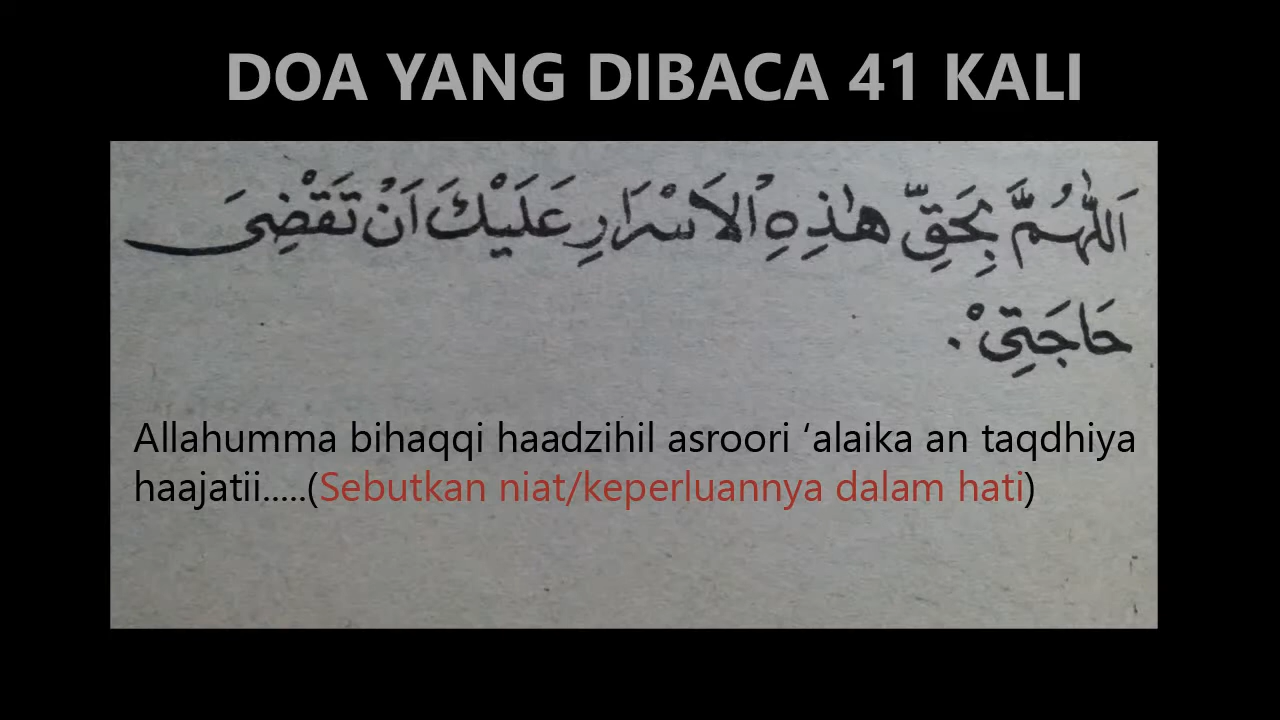 DOA YANG DIBACA 41 KALI
اَللّٰهُمَّ بِحَقِّ هٰذِهِ اْلاَسْرَارِ عَلَيْكَ اَنْ تَقْضِىَ
حَاجَتِىْ.
Allahumma bihaqqi haadzihil asroori ‘alaika an taqdhiya
haajatii.....(Sebutkan niat/keperluannya dalam hati)